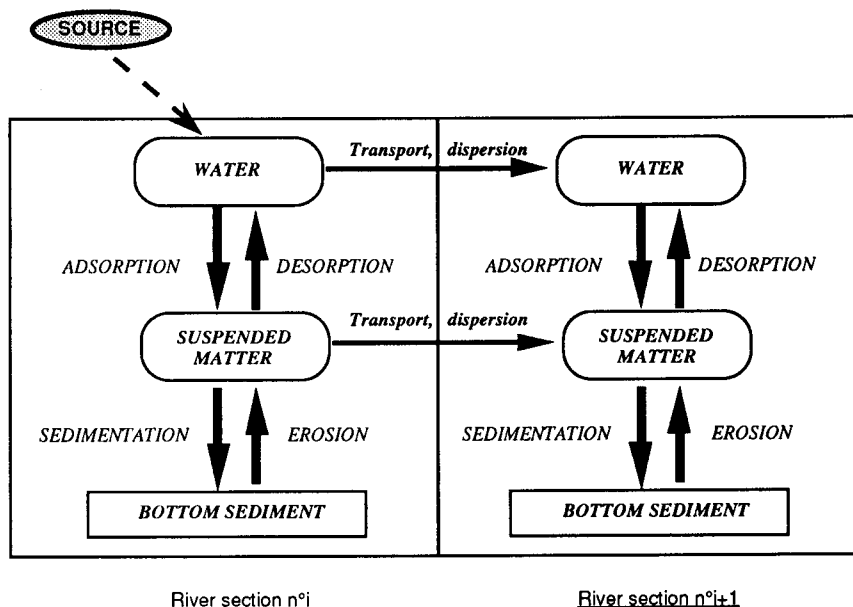 SOURCE
WATER
Transport, dispersion
WATER
ADSORPTION
DESORPTION
ADSORPTION
DESORPTION
SUSPENDED
MATTER
Transport, dispersion
SUSPENDED
MATTER
SEDIMENTATION
EROSION
SEDIMENTATION
EROSION
BOTTOM SEDIMENT
BOTTOM SEDIMENT
River section n°i
River section n°i+1